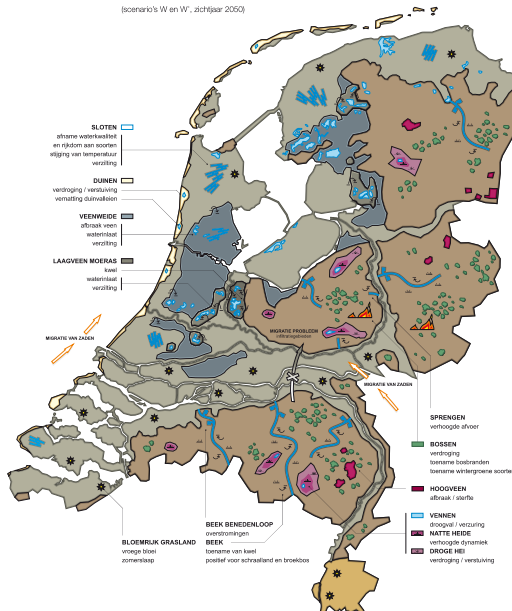 (scenario's W en W⁺, zichtjaar 2050)
SLOTEN
afname waterkwaliteit
en rijkdom aan soorten
stijging van temperatuur
verzilting
DUINEN
verdroging / verstuiving
vernatting duinvalleien
VEENWEIDE
afbraak veen
waterinlaat
verzilting
LAAGVEEN MOERAS
kwel
waterinlaat
verzilting
MIGRATIE VAN ZADEN
MIGRATIE PROBLEEM
infiltratiegebieden
MIGRATIE VAN ZADEN
SPRENGEN
verhoogde afvoer
BOSSEN
verdroging
toename bosbranden
toename wintergroene soorte
HOOGVEEN
afbraak / sterfte
VENNEN
droogval / verzuring
NATTE HEIDE
verhoogde dynamiek
DROGE HEI
verdroging / verstuiving
BEEK BENEDENLOOP
overstromingen
BEEK
toename van kwel
positief voor schraalland en broekbos
BLOEMRIJK GRASLAND
vroege bloei
zomerslaap